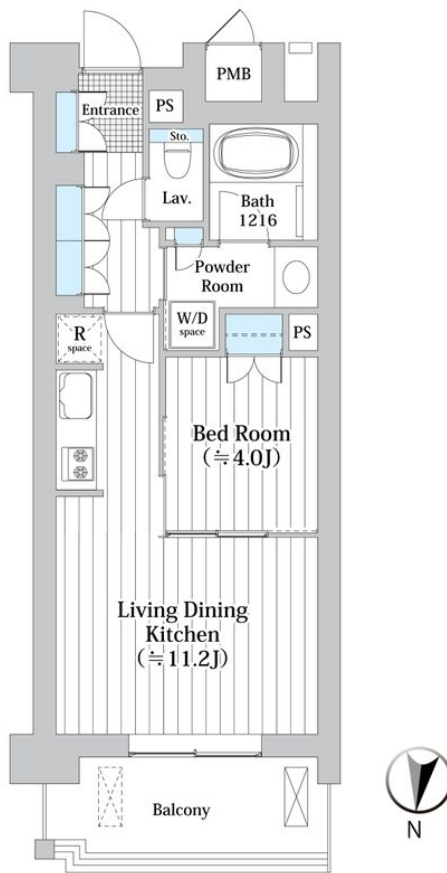 PMB
PS
Entrance
Sto.
Lav.
Bath
1216
Powder
Room
W/D
space
R
space
PS
Bed Room
(≒4.0J)
Living Dining
Kitchen
(≒11.2J)
Balcony
N